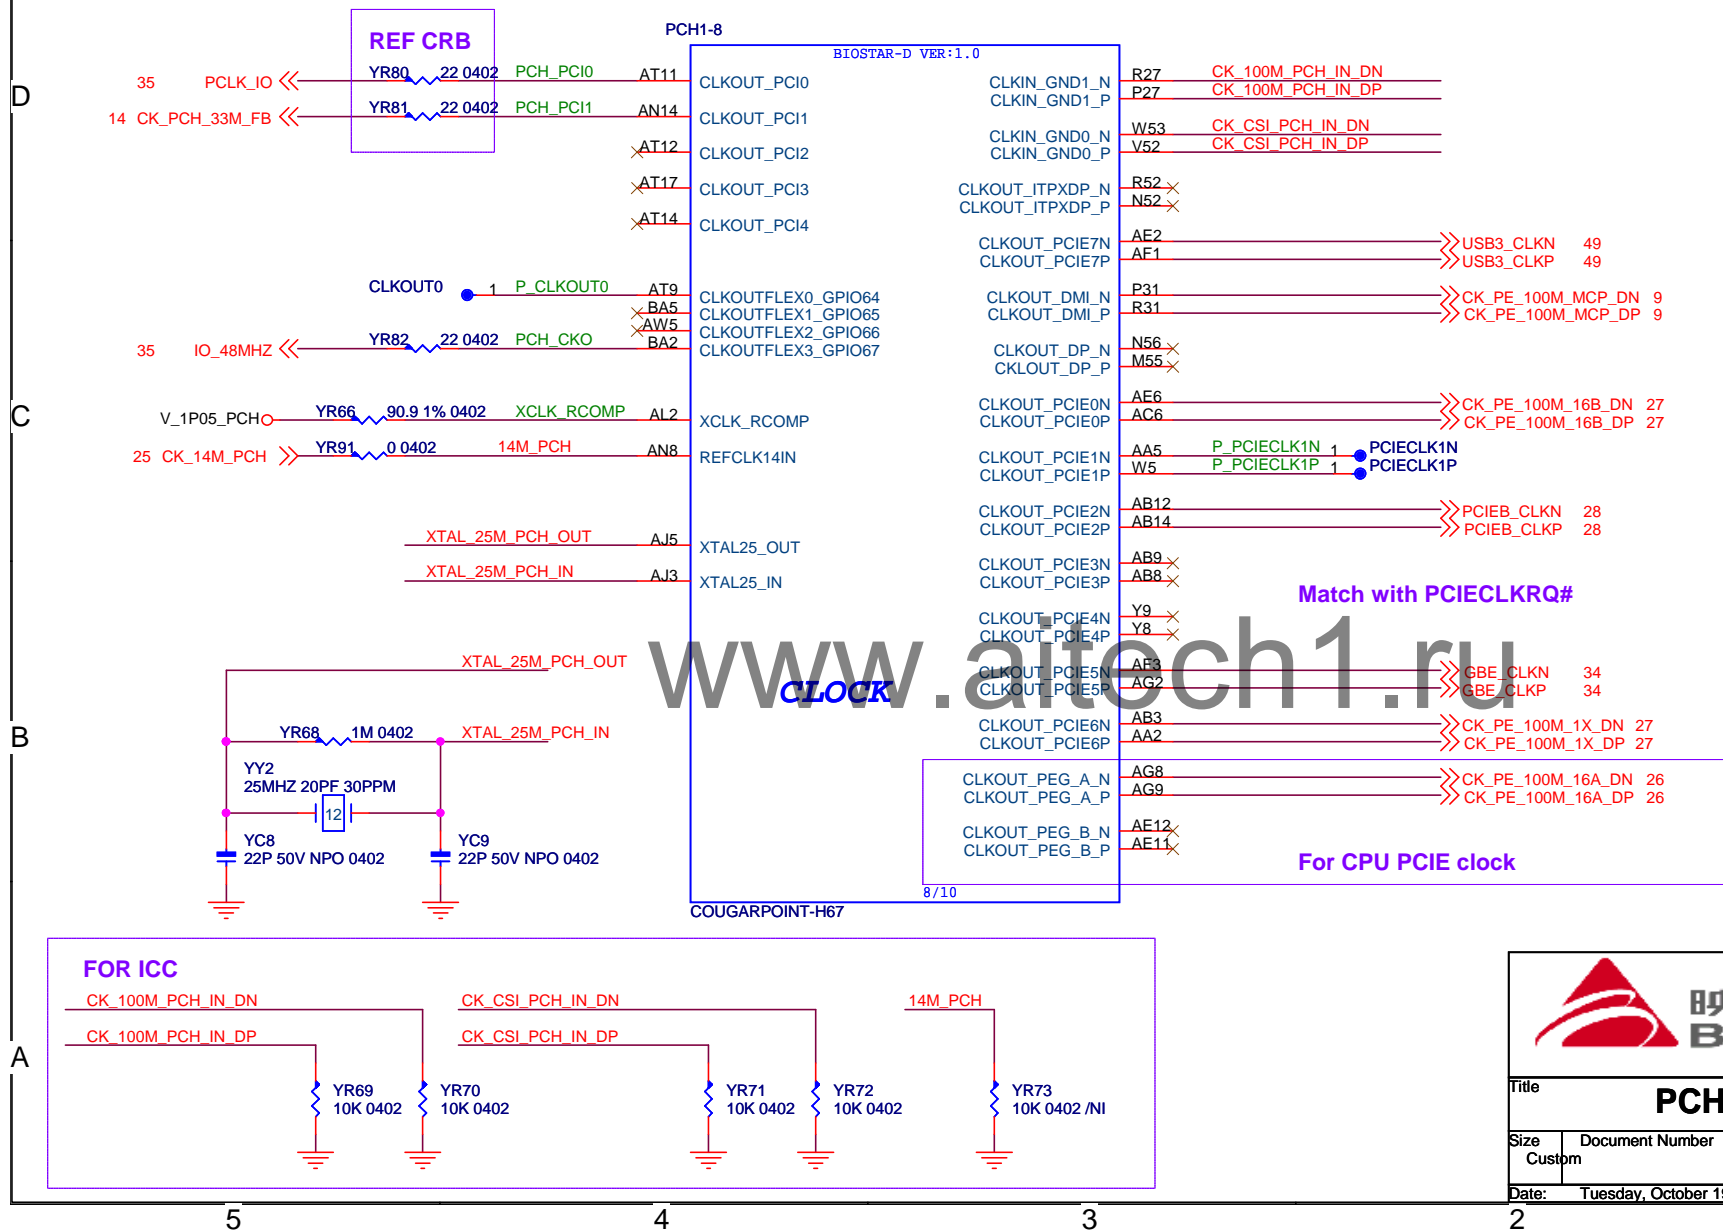 PCH1-8
REF CRB
BIOSTAR-D VER:1.0
D
35 PCLK_IO YR80 22 0402 PCH_PCI0 AT11 CLKOUT_PCI0
14 CK_PCH_33M_FB YR81 22 0402 PCH_PCI1 AN14 CLKOUT_PCI1
AT12 CLKOUT_PCI2
AT17 CLKOUT_PCI3
AT14 CLKOUT_PCI4
CLKOUT0 1 P_CLKOUT0 AT9 CLKOUTFLEX0_GPIO64
BA5 CLKOUTFLEX1_GPIO65
AW5 CLKOUTFLEX2_GPIO66
35 IO_48MHZ YR82 22 0402 PCH_CKO BA2 CLKOUTFLEX3_GPIO67
C
V_1P05_PCH YR66 90.9 1% 0402 XCLK_RCOMP AL2 XCLK_RCOMP
25 CK_14M_PCH YR91 0 0402 14M_PCH AN8 REFCLK14IN
XTAL_25M_PCH_OUT AJ5 XTAL25_OUT
XTAL_25M_PCH_IN AJ3 XTAL25_IN
CLKIN_GND1_N R27 CK_100M_PCH_IN_DN
CLKIN_GND1_P P27 CK_100M_PCH_IN_DP
CLKIN_GND0_N W53 CK_CSI_PCH_IN_DN
CLKIN_GND0_P V52 CK_CSI_PCH_IN_DP
CLKOUT_ITPXDP_N R52
CLKOUT_ITPXDP_P N52
CLKOUT_PCIE7N AE2 USB3_CLKN 49
CLKOUT_PCIE7P AF1 USB3_CLKP 49
CLKOUT_DMI_N P31 CK_PE_100M_MCP_DN 9
CLKOUT_DMI_P R31 CK_PE_100M_MCP_DP 9
CLKOUT_DP_N N56
CKLOUT_DP_P M55
CLKOUT_PCIE0N AE6 CK_PE_100M_16B_DN 27
CLKOUT_PCIE0P AC6 CK_PE_100M_16B_DP 27
CLKOUT_PCIE1N AA5 P_PCIECLK1N 1 PCIECLK1N
CLKOUT_PCIE1P W5 P_PCIECLK1P 1 PCIECLK1P
CLKOUT_PCIE2N AB12 PCIEB_CLKN 28
CLKOUT_PCIE2P AB14 PCIEB_CLKP 28
CLKOUT_PCIE3N AB9
CLKOUT_PCIE3P AB8
Match with PCIECLKRQ#
CLKOUT_PCIE4N Y9
CLKOUT_PCIE4P Y8
CLKOUT_PCIE5N AF3 GBE_CLKN 34
CLKOUT_PCIE5P AG2 GBE_CLKP 34
CLKOUT_PCIE6N AB3 CK_PE_100M_1X_DN 27
CLKOUT_PCIE6P AA2 CK_PE_100M_1X_DP 27
CLKOUT_PEG_A_N AG8 CK_PE_100M_16A_DN 26
CLKOUT_PEG_A_P AG9 CK_PE_100M_16A_DP 26
CLKOUT_PEG_B_N AE12
CLKOUT_PEG_B_P AE11
For CPU PCIE clock
www.aitech1.ru
CLOCK
8/10
COUGARPOINT-H67
XTAL_25M_PCH_OUT
B
YR68 1M 0402 XTAL_25M_PCH_IN
YY2
25MHZ 20PF 30PPM
12
YC8
22P 50V NPO 0402
YC9
22P 50V NPO 0402
FOR ICC
CK_100M_PCH_IN_DN CK_CSI_PCH_IN_DN 14M_PCH
CK_100M_PCH_IN_DP CK_CSI_PCH_IN_DP
A
YR69
10K 0402
YR70
10K 0402
YR71
10K 0402
YR72
10K 0402
YR73
10K 0402 /NI
Title
PCH
Size Document Number
Custom
Date: Tuesday, October
5 4 3 2